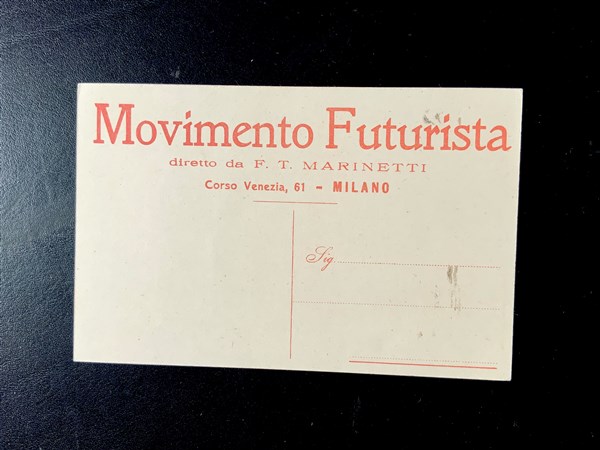 Movimento Futurista
diretto da F. T. MARINETTI
Corso Venezia, 61 - MILANO
Sig.